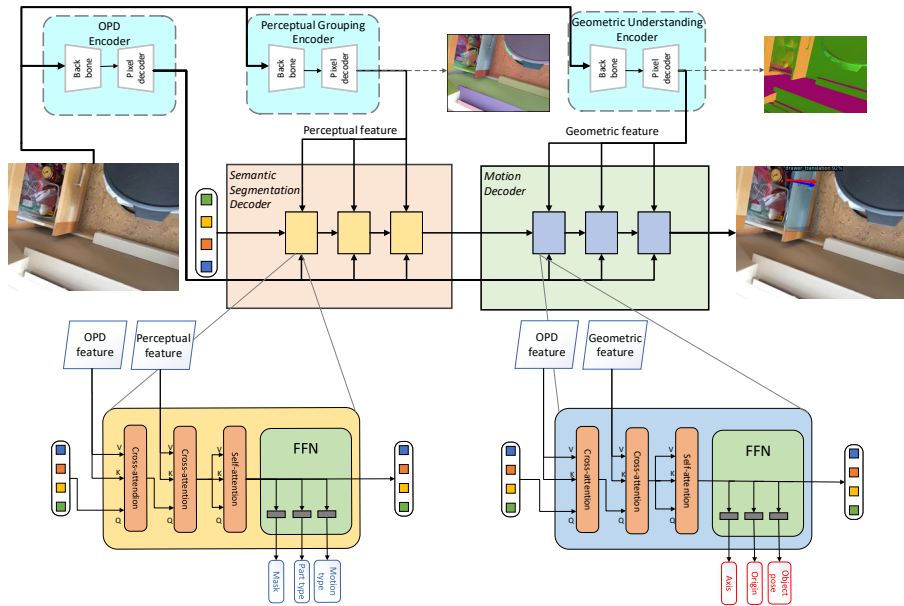 OPD
Encoder
Back
bone
Pixel
decoder
Perceptual Grouping
Encoder
Back
bone
Pixel
decoder
Geometric Understanding
Encoder
Back
bone
Pixel
decoder
Perceptual feature
Geometric feature
Semantic
Segmentation
Decoder
Motion
Decoder
drawer_translation 92%
OPD
feature
Perceptual
feature
OPD
feature
Geometric
feature
V
K
Q
Cross-attendion
V
K
Q
Cross-attention
V
K
Q
Self-attention
FFN
Mask
Part type
Motion
type
V
K
Q
Cross-attention
V
K
Q
Cross-attention
V
K
Q
Self-attention
FFN
Axis
Origin
Object
pose